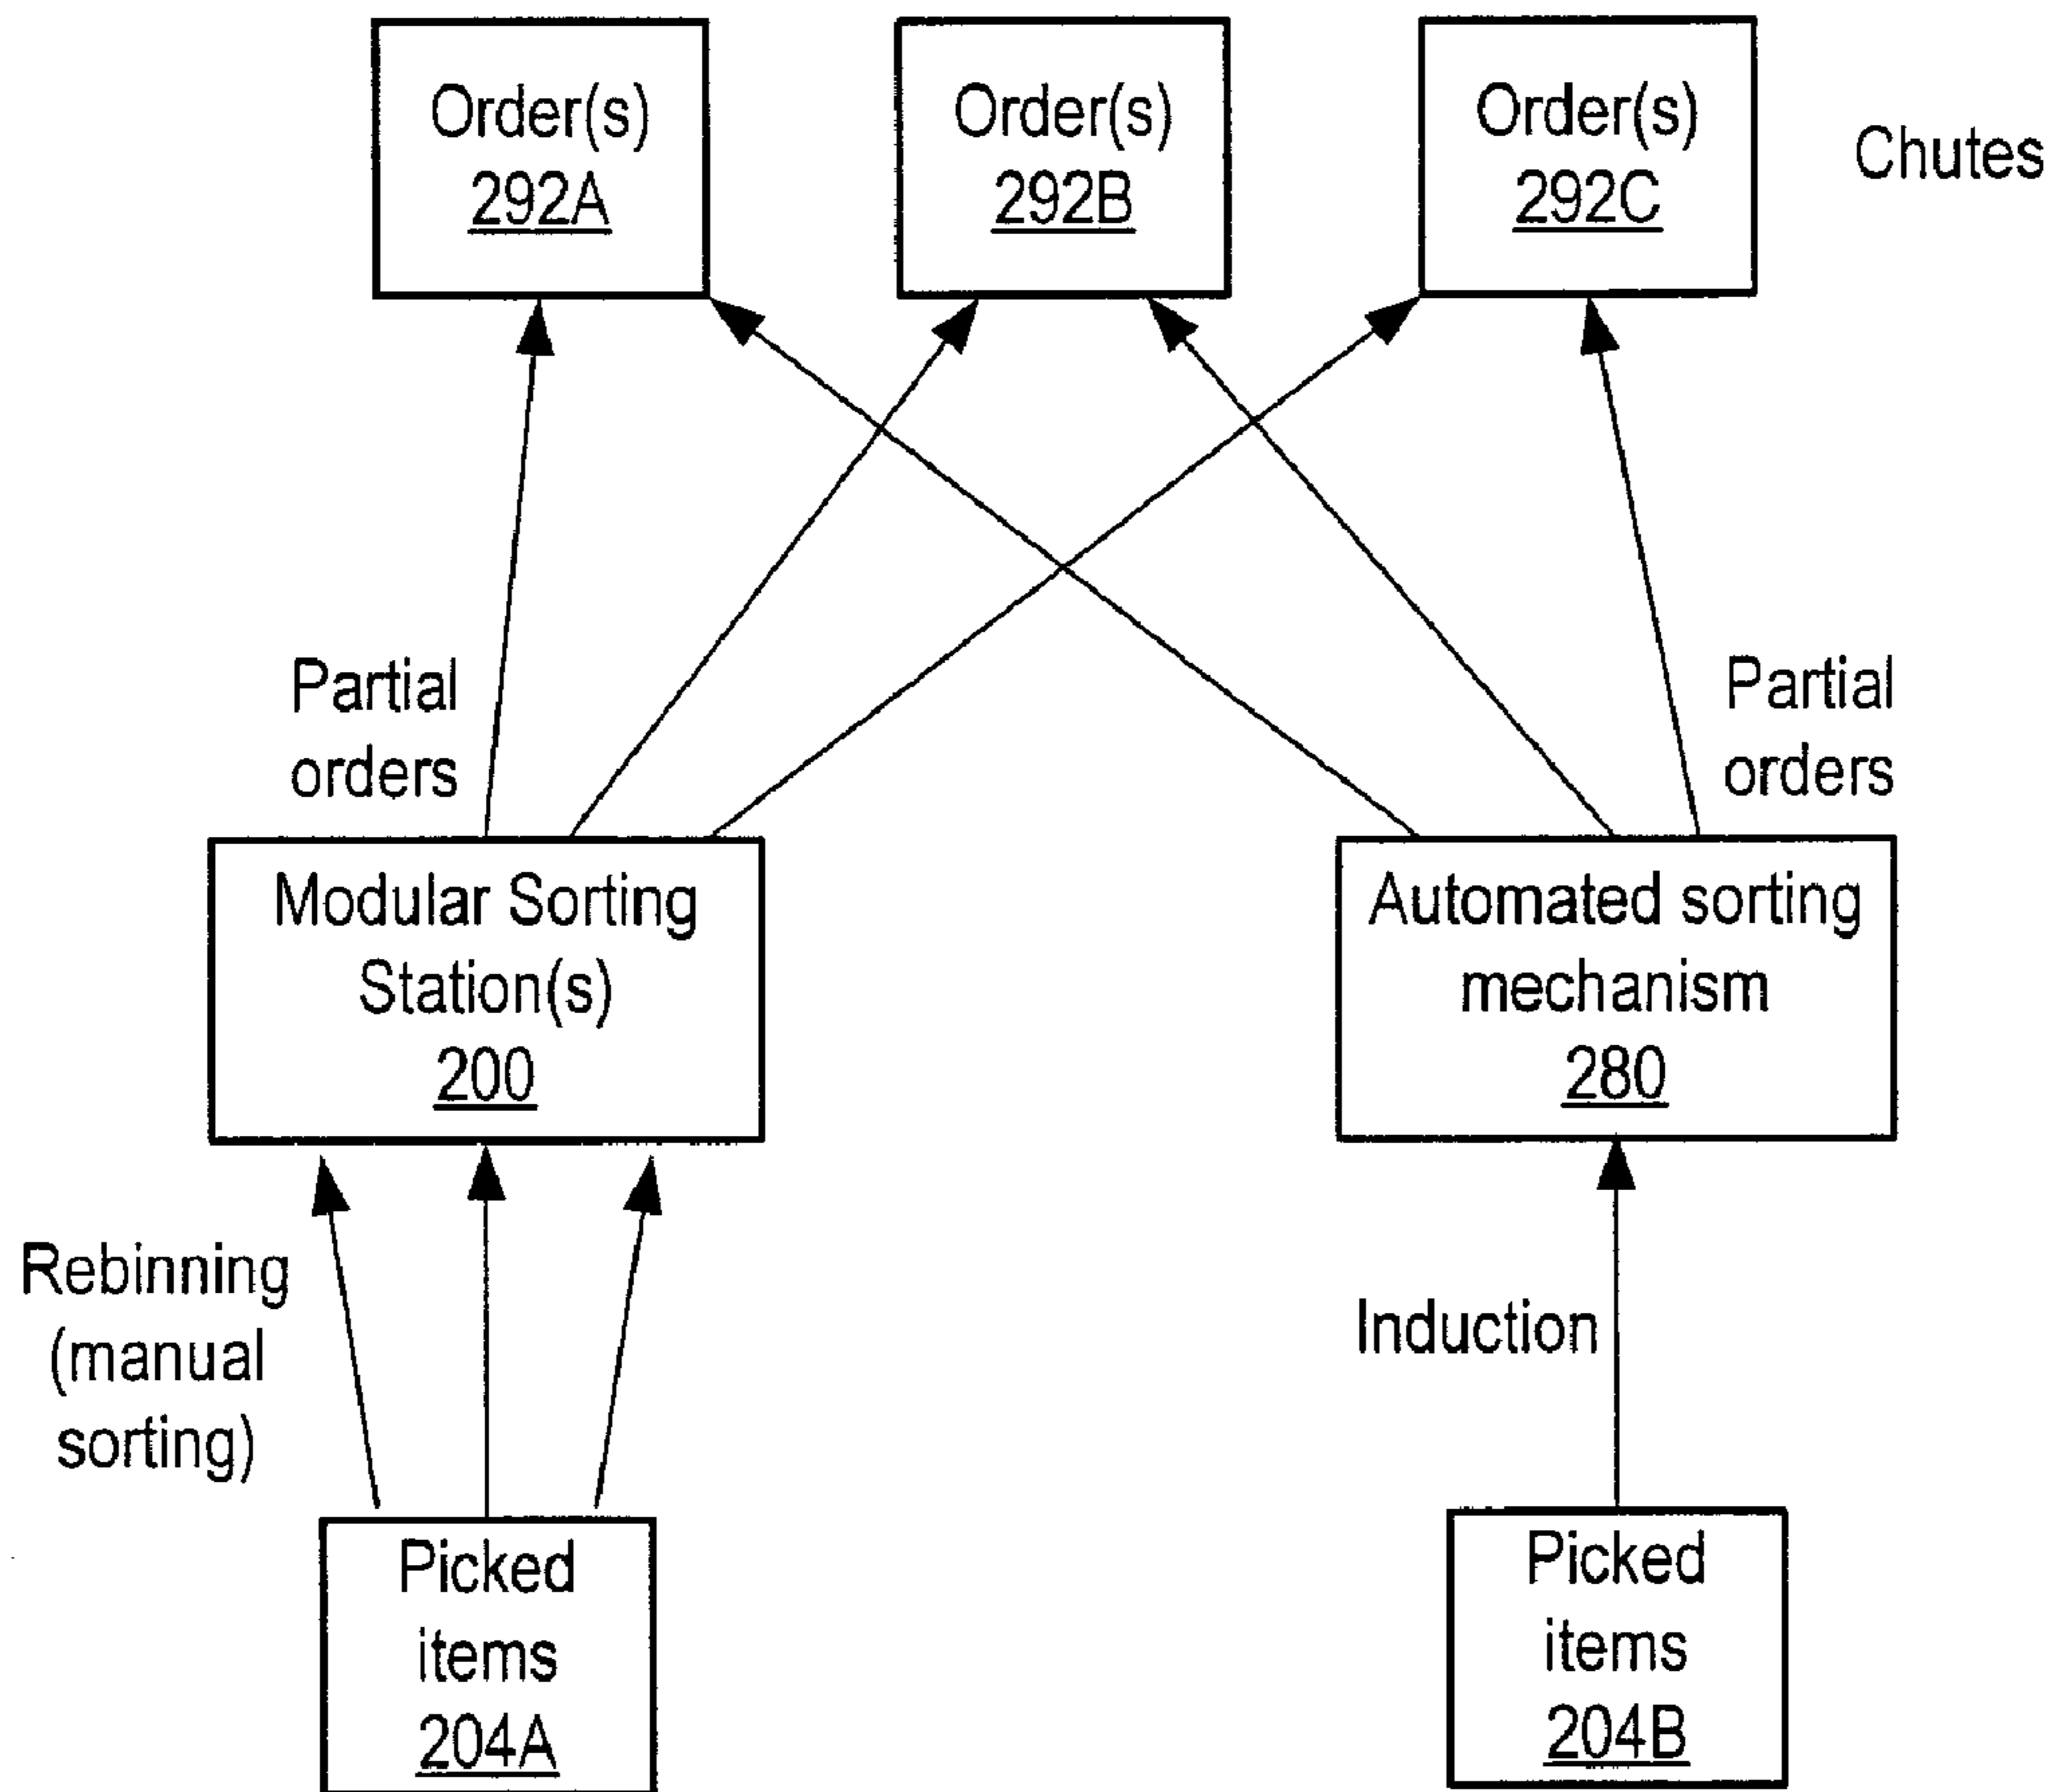 Order(s)
292A
Order(s)
292B
Order(s)
292C
Chutes
Partial
orders
Partial
orders
Modular Sorting
Station(s)
200
Automated sorting
mechanism
280
Rebinning
(manual
sorting)
Induction
Picked
items
204A
Picked
items
204B